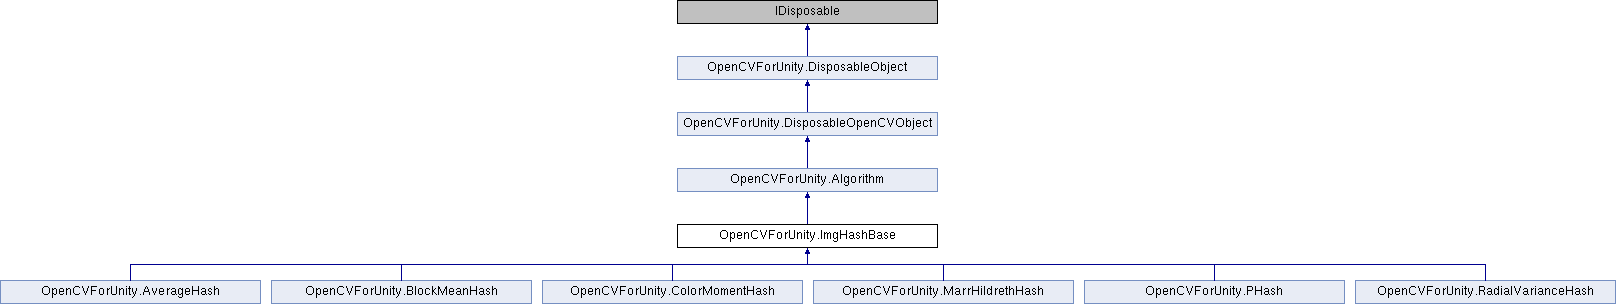 IDisposable
OpenCVForUnity.DisposableObject
OpenCVForUnity.DisposableOpenCVObject
OpenCVForUnity.Algorithm
OpenCVForUnity.ImgHashBase
OpenCVForUnity.AverageHash
OpenCVForUnity.BlockMeanHash
OpenCVForUnity.ColorMomentHash
OpenCVForUnity.MarrHildrethHash
OpenCVForUnity.PHash
OpenCVForUnity.RadialVarianceHash